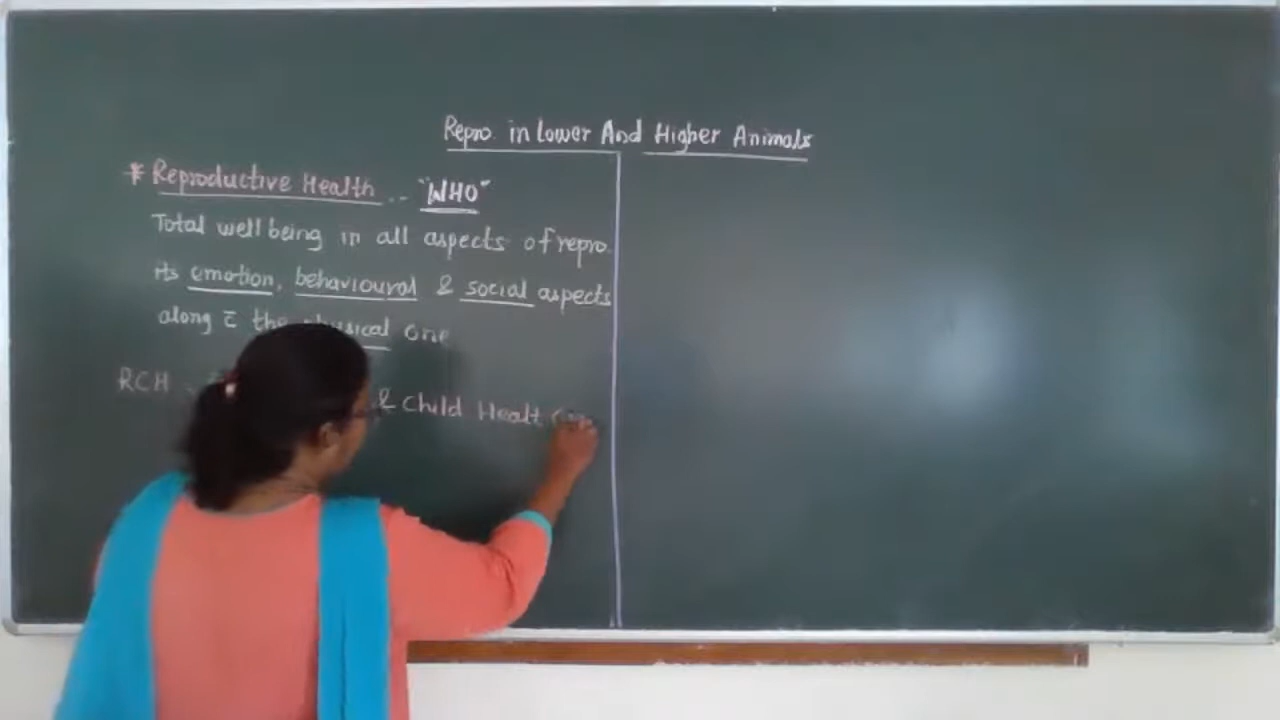 Repro. in Lower And Higher Animals
* Reproductive Health .. "WHO"
Total well being in all aspects of repro.
its emotion, behavioural & social aspects
along c̄ the physical one
RCH & Child Healt